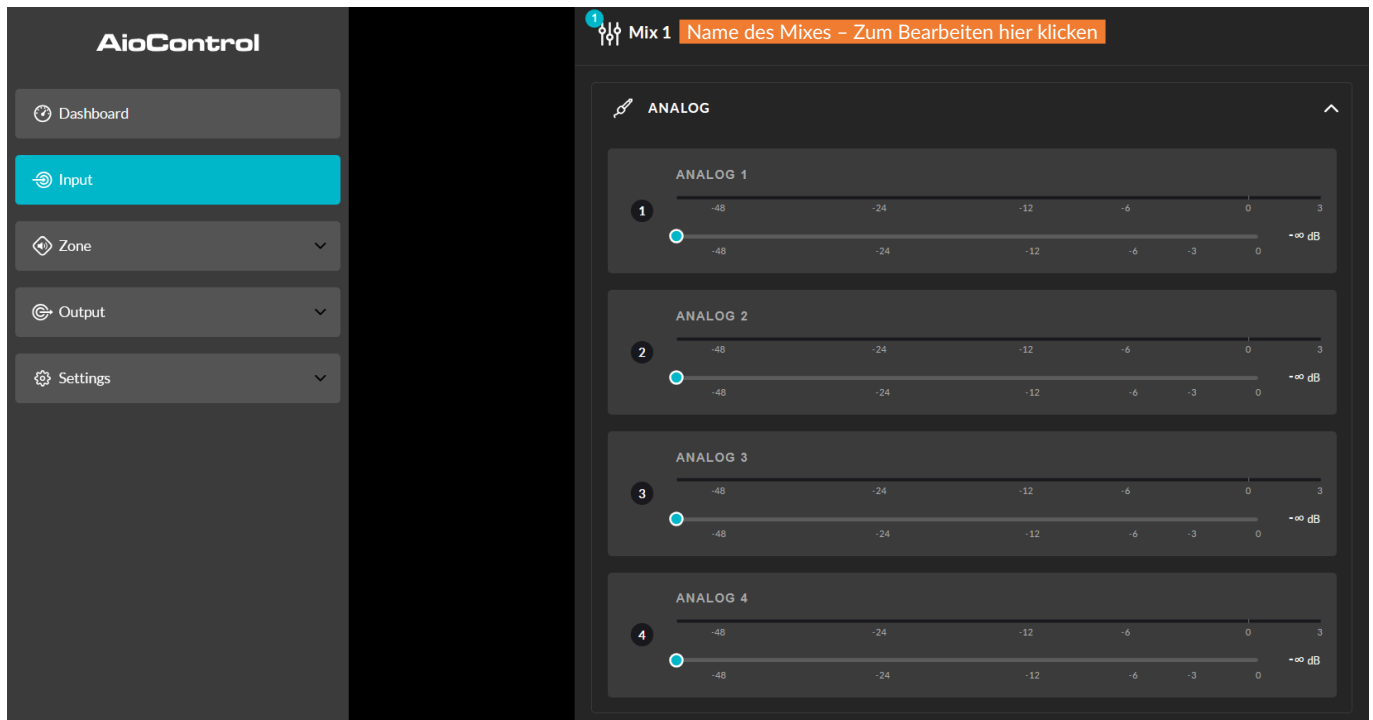 AioControl
Dashboard
Input
Zone
Output
Settings
1
Mix 1 Name des Mixes – Zum Bearbeiten hier klicken
ANALOG
ANALOG 1
1
-48 -24 -12 -6 0 3
-∞ dB
-48 -24 -12 -6 -3 0
ANALOG 2
2
-48 -24 -12 -6 0 3
-∞ dB
-48 -24 -12 -6 -3 0
ANALOG 3
3
-48 -24 -12 -6 0 3
-∞ dB
-48 -24 -12 -6 -3 0
ANALOG 4
4
-48 -24 -12 -6 0 3
-∞ dB
-48 -24 -12 -6 -3 0